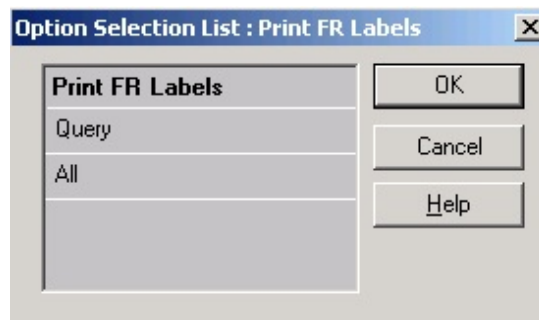 Option Selection List : Print FR Labels
Print FR Labels
Query
All
OK
Cancel
Help